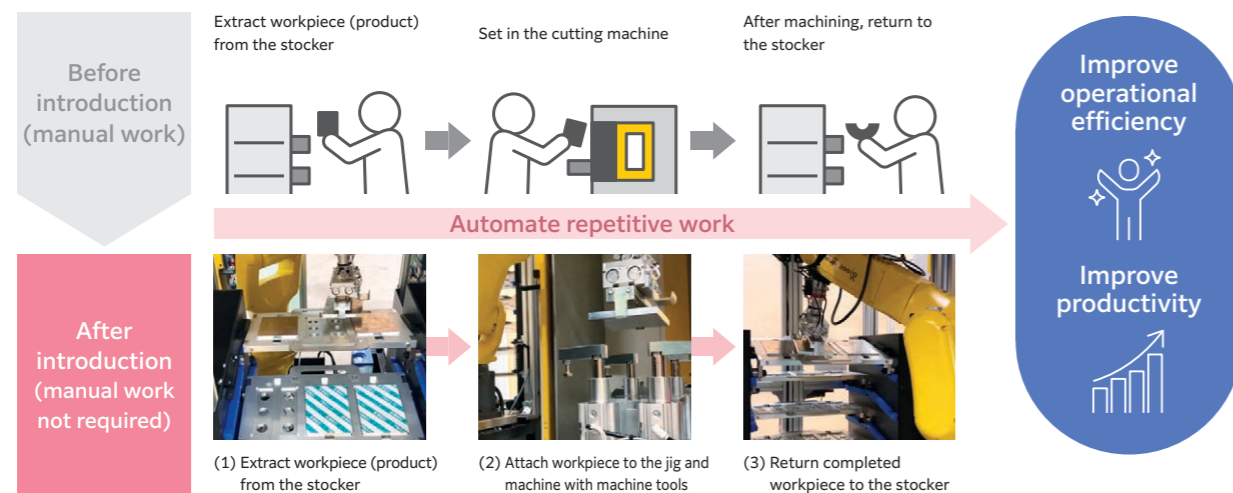 Extract workpiece (product)
from the stocker
Set in the cutting machine
After machining, return to
the stocker
Before
introduction
(manual work)
Automate repetitive work
After
introduction
(manual work
not required)
(1) Extract workpiece (product)
from the stocker
(2) Attach workpiece to the jig and
machine with machine tools
(3) Return completed
workpiece to the stocker
Improve
operational
efficiency
Improve
productivity